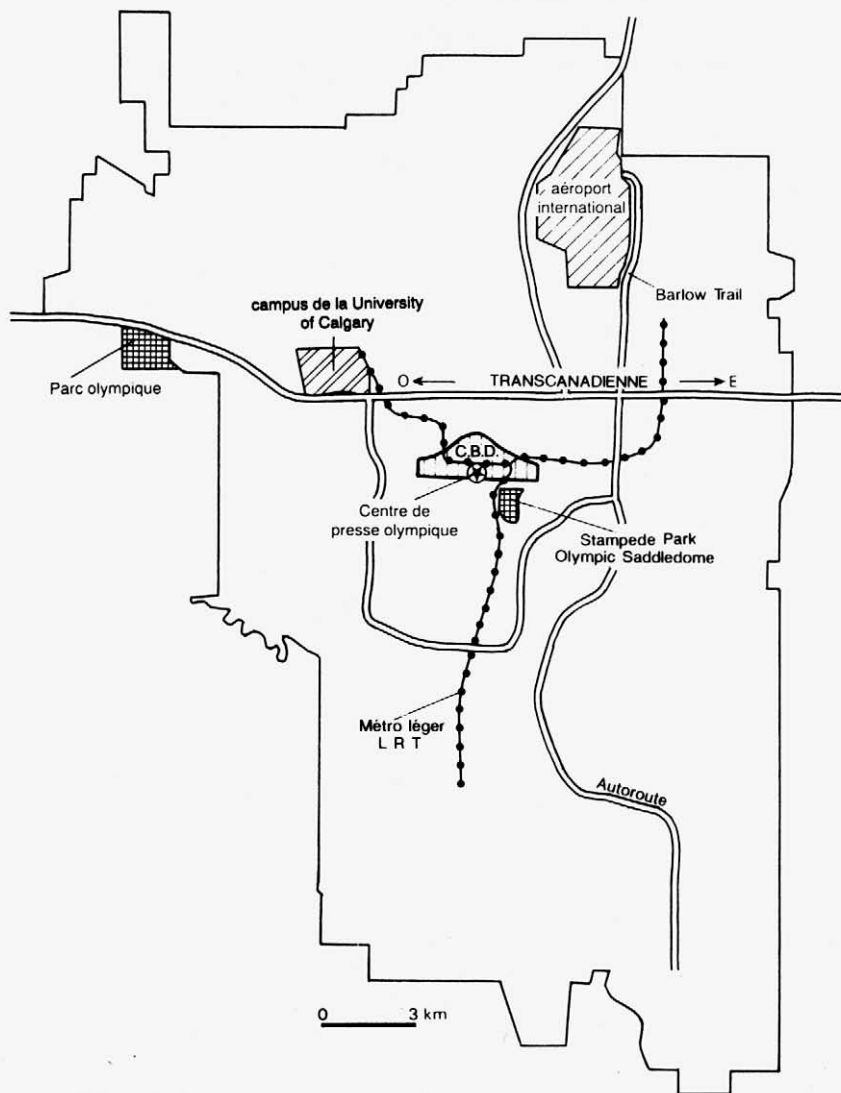 aéroport
international
Barlow Trail
campus de la University
of Calgary
Parc olympique
O
TRANSCANADIENNE
E
C.B.D.
Centre de
presse olympique
Stampede Park
Olympic Saddledome
Métro léger
L R T
Autoroute
0 3 km